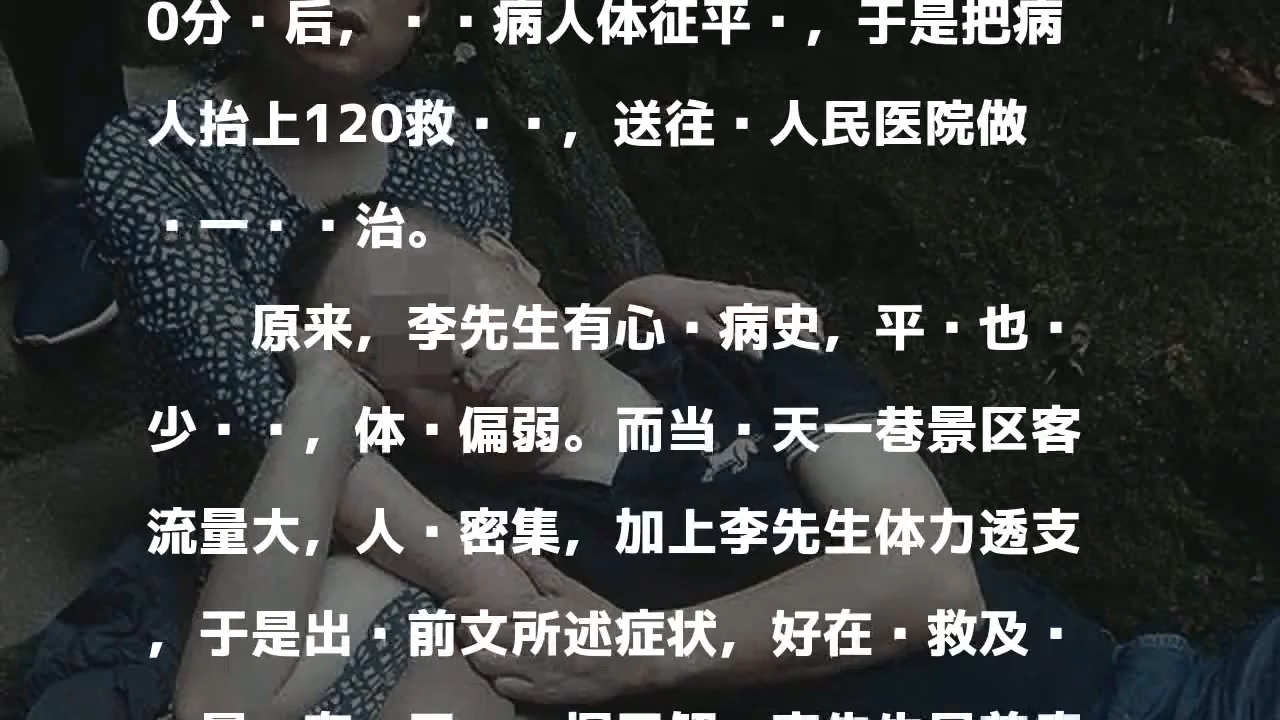 0分·后，··病人体征平·，于是把病
人抬上120救··，送往·人民医院做
·一··治。
原来，李先生有心·病史，平·也·
少··，体·偏弱。而当·天一巷景区客
流量大，人·密集，加上李先生体力透支
，于是出·前文所述症状，好在·救及·